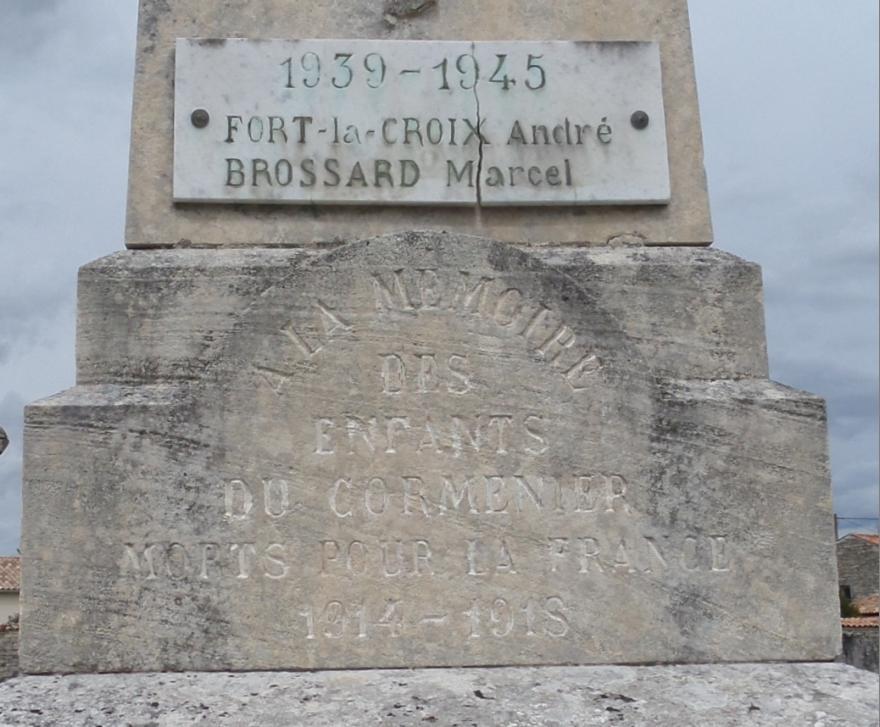 1939-1945
FORT-la-CROIX André
BROSSARD Marcel
A LA MEMOIRE
DES
ENFANTS
DU CORMENIER
MORTS POUR LA FRANCE
1914-1918